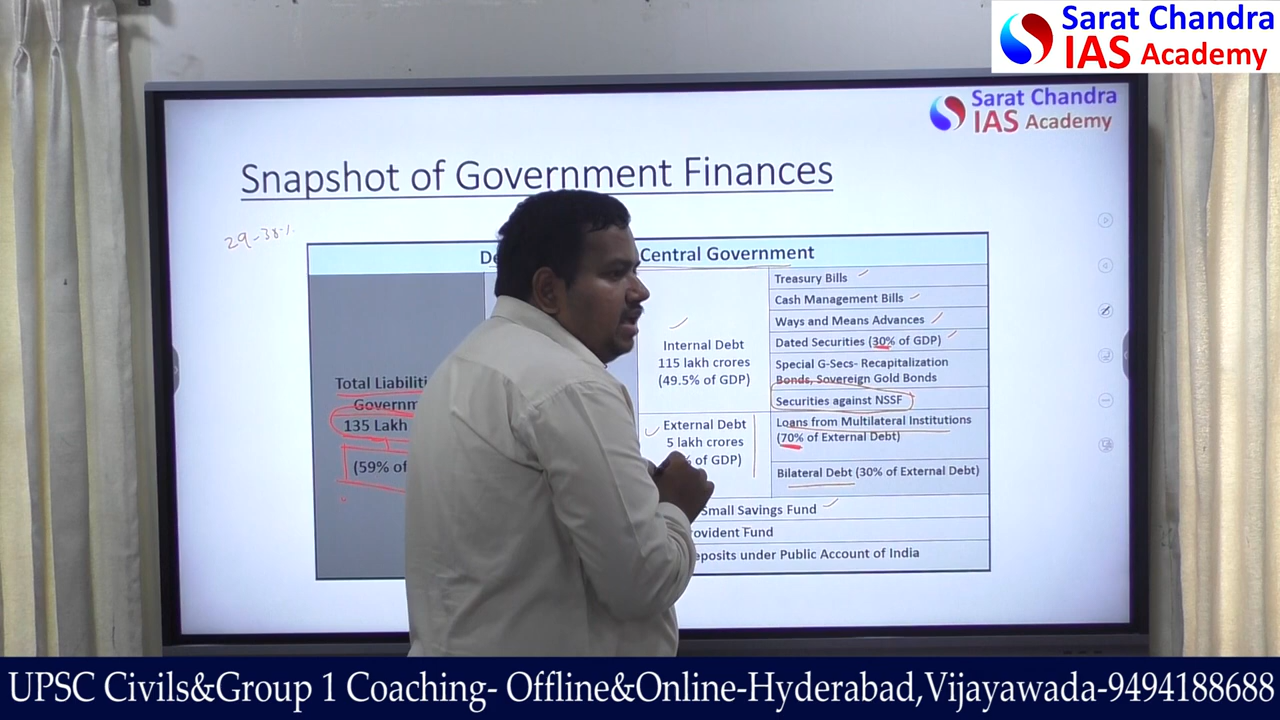 Sarat Chandra
IAS Academy
Sarat Chandra
IAS Academy
Snapshot of Government Finances
29-38%
Central Government
Total
Governm
135 Lakh
(59% of
Internal Debt
115 lakh crores
(49.5% of GDP)
Treasury Bills
Cash Management Bills
Ways and Means Advances
Dated Securities (30% of GDP)
Special G-Secs- Recapitalization
Bonds, Sovereign Gold Bonds
Securities against NSSF
External Debt
5 lakh crores
of GDP)
Loans from Multilateral Institutions
(70% of External Debt)
Bilateral Debt (30% of External Debt)
Small Savings Fund
rovident Fund
eposits under Public Account of India
UPSC Civils&Group 1 Coaching- Offline&Online-Hyderabad,Vijayawada-9494188688